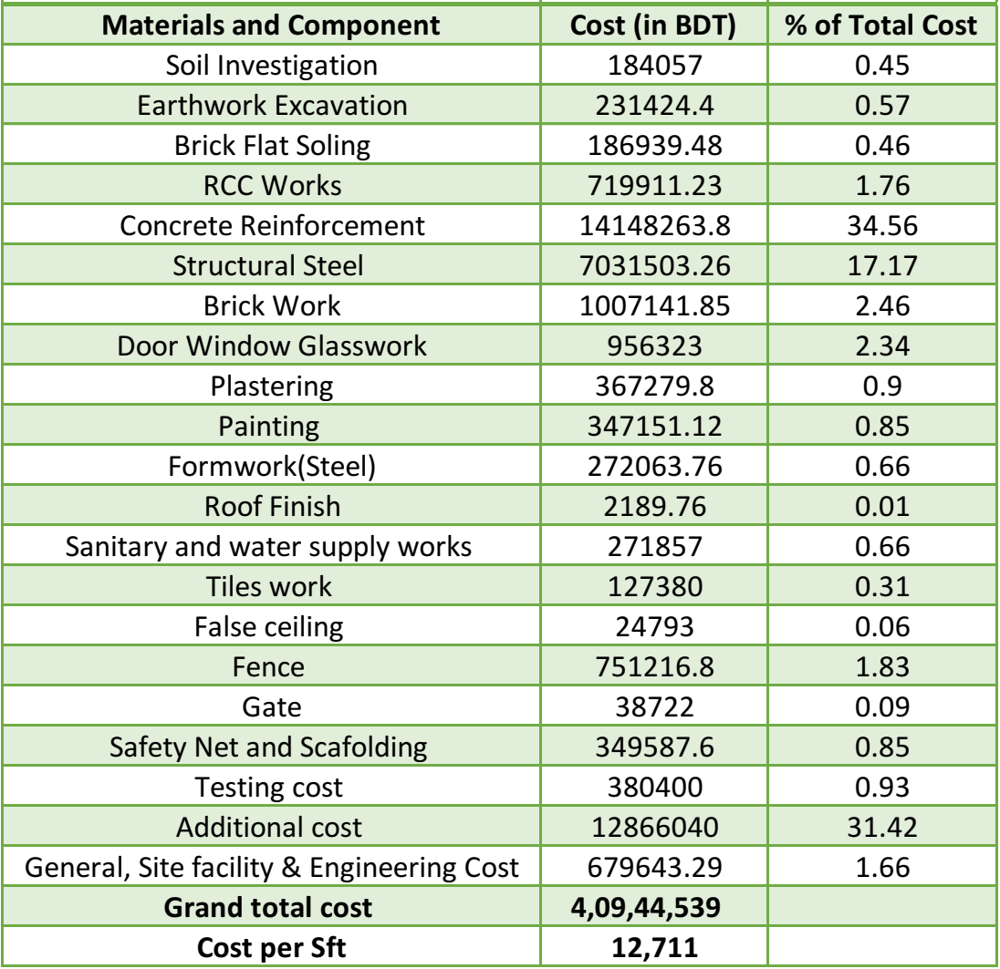 Materials and Component Cost (in BDT) % of Total Cost
Soil Investigation 184057 0.45
Earthwork Excavation 231424.4 0.57
Brick Flat Soling 186939.48 0.46
RCC Works 719911.23 1.76
Concrete Reinforcement 14148263.8 34.56
Structural Steel 7031503.26 17.17
Brick Work 1007141.85 2.46
Door Window Glasswork 956323 2.34
Plastering 367279.8 0.9
Painting 347151.12 0.85
Formwork(Steel) 272063.76 0.66
Roof Finish 2189.76 0.01
Sanitary and water supply works 271857 0.66
Tiles work 127380 0.31
False ceiling 24793 0.06
Fence 751216.8 1.83
Gate 38722 0.09
Safety Net and Scafolding 349587.6 0.85
Testing cost 380400 0.93
Additional cost 12866040 31.42
General, Site facility & Engineering Cost 679643.29 1.66
Grand total cost 4,09,44,539
Cost per Sft 12,711